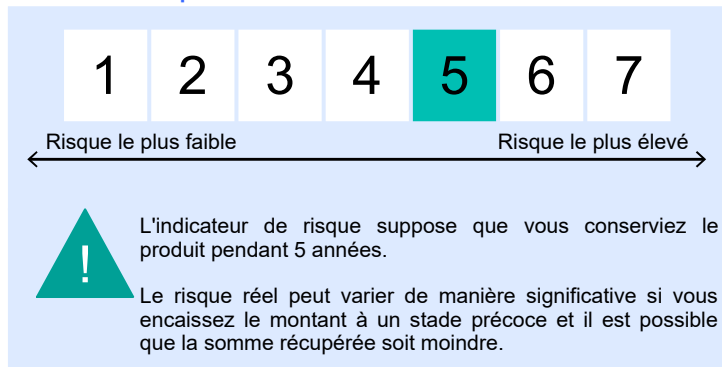 1 2 3 4 5 6 7
Risque le plus faible Risque le plus élevé
!
L'indicateur de risque suppose que vous conserviez le
produit pendant 5 années.
Le risque réel peut varier de manière significative si vous
encaissez le montant à un stade précoce et il est possible
que la somme récupérée soit moindre.